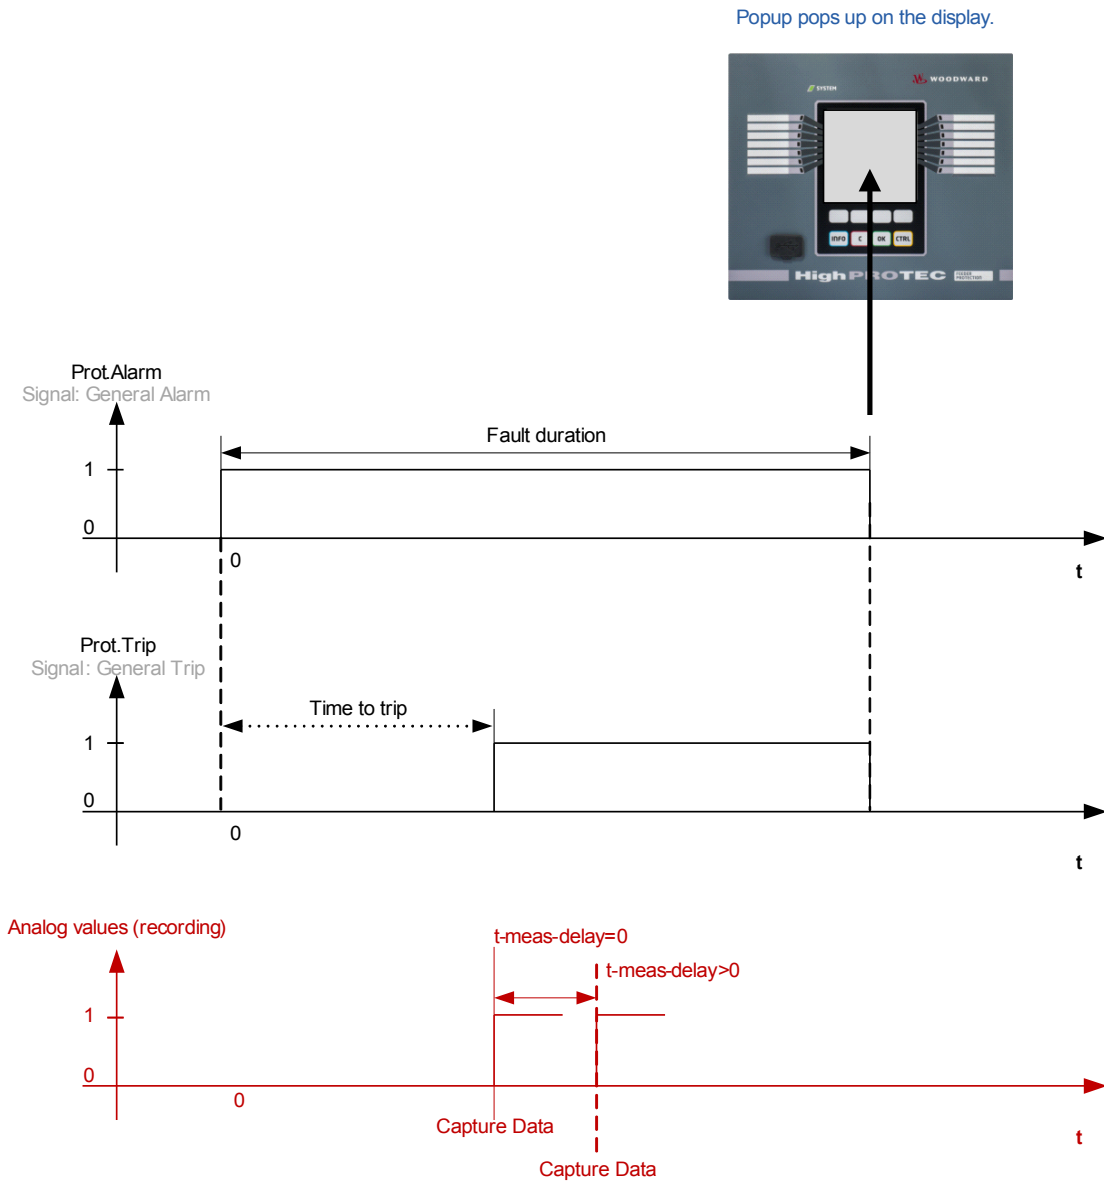 Popup pops up on the display.
WOODWARD
SYSTEM
INFO C OK CTRL
HighPROTEC FEEDER
PROTECTION
Prot.Alarm
Signal: General Alarm
Fault duration
1
0
0
t
Prot.Trip
Signal: General Trip
Time to trip
1
0
0
t
Analog values (recording)
t-meas-delay=0
t-meas-delay>0
1
0
0
Capture Data
t
Capture Data